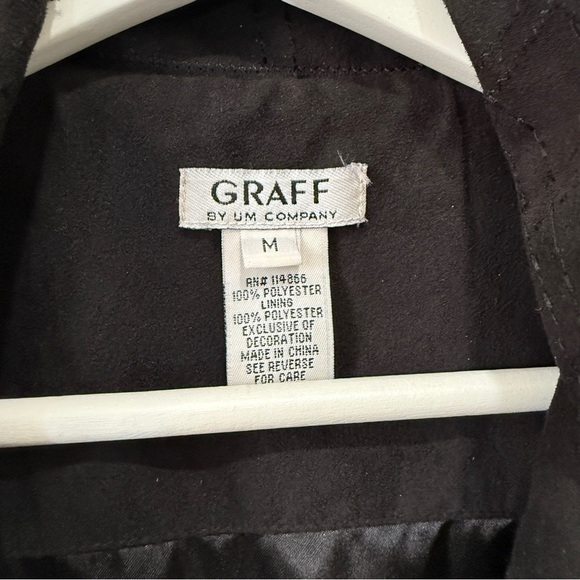 GRAFF
BY UM COMPANY
M
RN# 114866
100% POLYESTER
LINING
100% POLYESTER
EXCLUSIVE OF
DECORATION
MADE IN CHINA
SEE REVERSE
FOR CARE